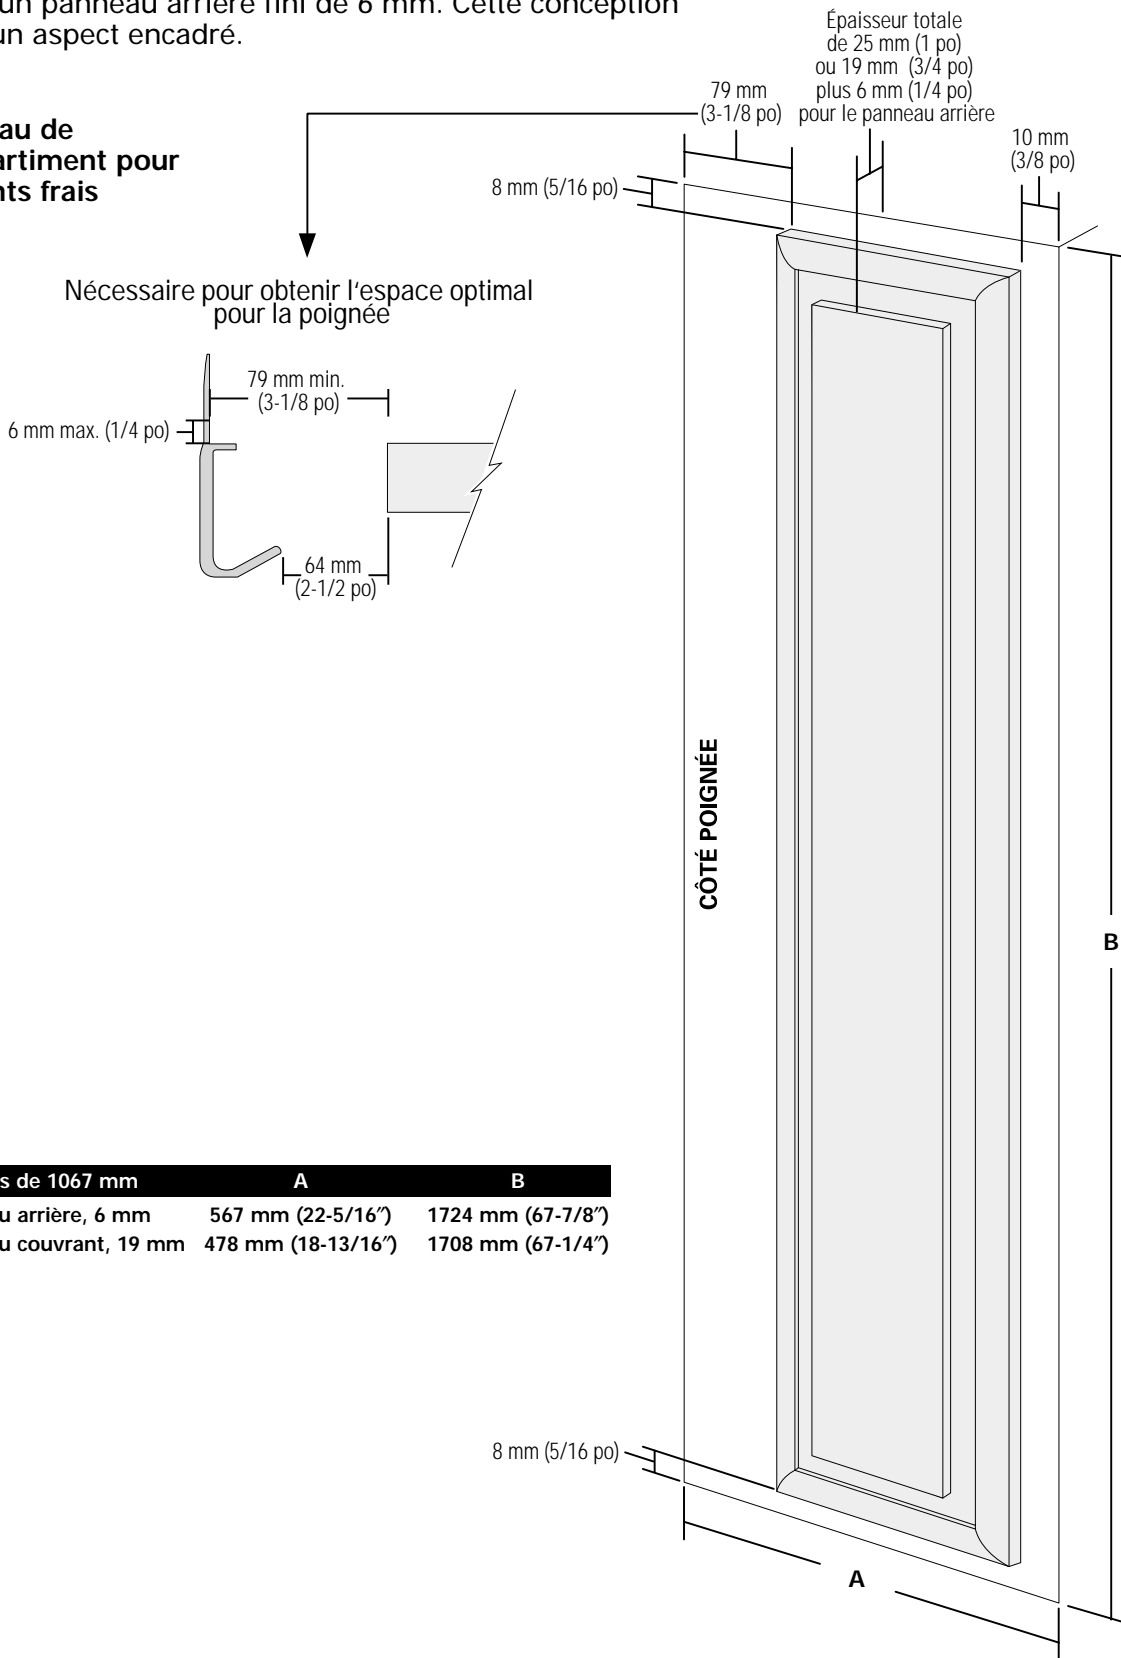 un panneau arrière fini de 6 mm. Cette conception
un aspect encadré.
au de
artiment pour
nts frais
Épaisseur totale
de 25 mm (1 po)
ou 19 mm (3/4 po)
plus 6 mm (1/4 po)
pour le panneau arrière
79 mm
(3-1/8 po)
10 mm
(3/8 po)
8 mm (5/16 po)
Nécessaire pour obtenir l‘espace optimal
pour la poignée
79 mm min.
(3-1/8 po)
6 mm max. (1/4 po)
64 mm
(2-1/2 po)
CÔTÉ POIGNÉE
B
s de 1067 mm A B
u arrière, 6 mm 567 mm (22-5/16″) 1724 mm (67-7/8″)
u couvrant, 19 mm 478 mm (18-13/16″) 1708 mm (67-1/4″)
8 mm (5/16 po)
A